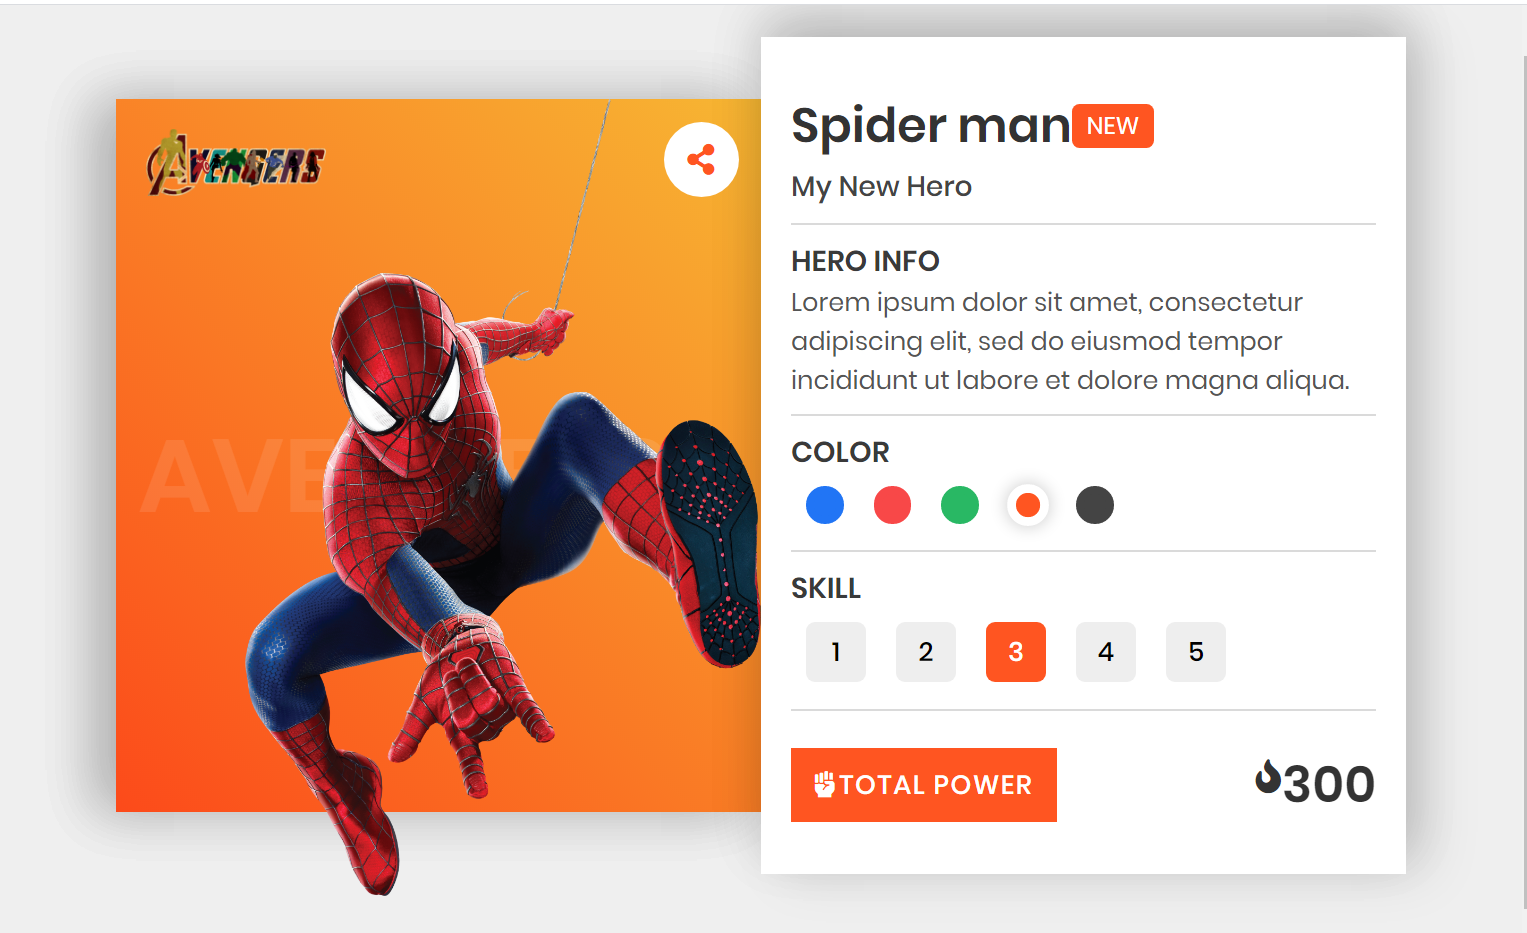 AVENGERS
AVE
Spider man NEW
My New Hero
HERO INFO
Lorem ipsum dolor sit amet, consectetur
adipiscing elit, sed do eiusmod tempor
incididunt ut labore et dolore magna aliqua.
COLOR
SKILL
1 2 3 4 5
TOTAL POWER 300